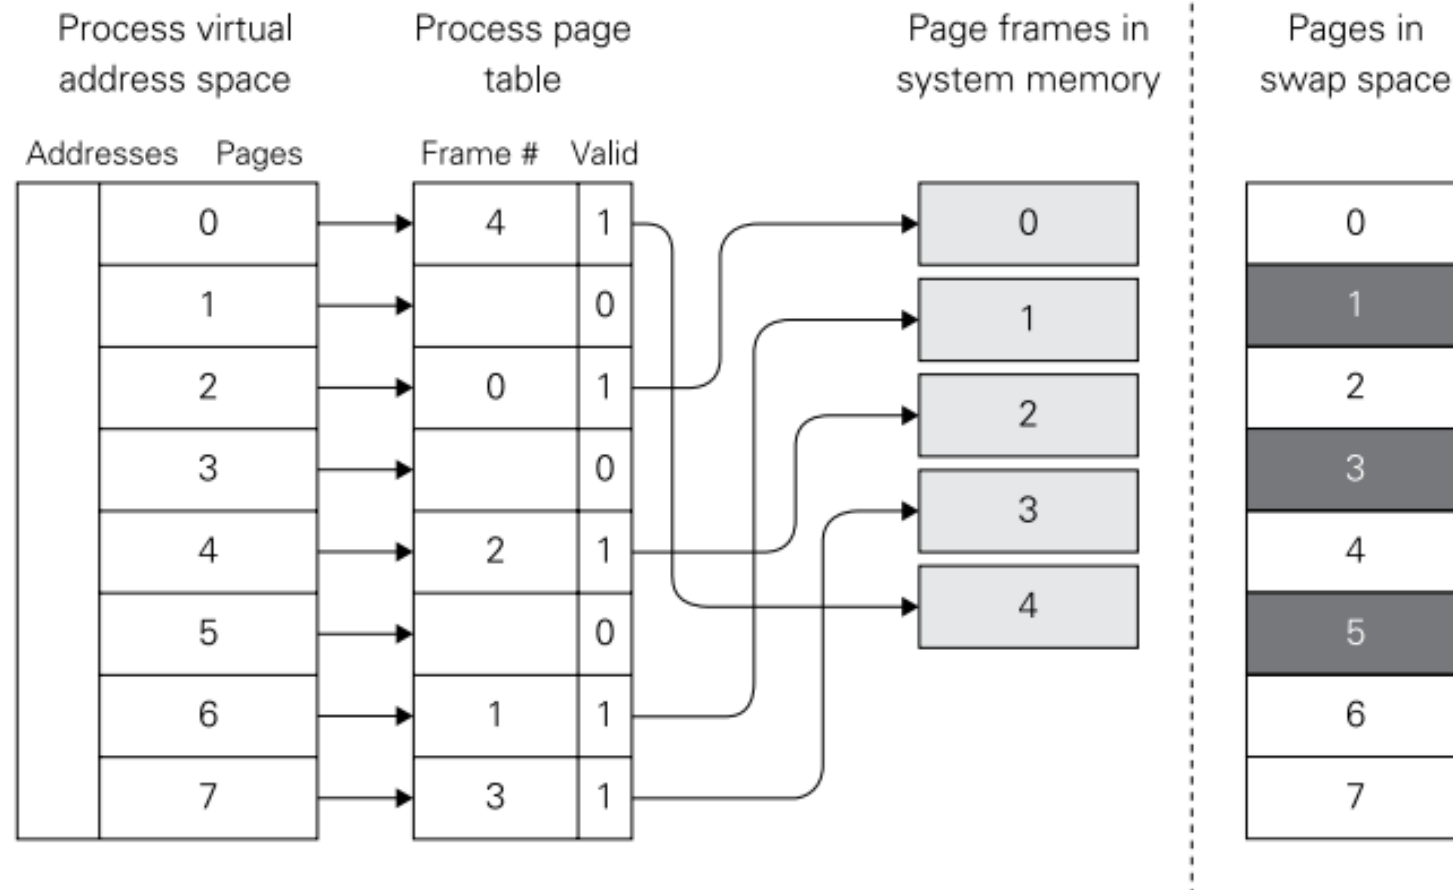 Process virtual
address space
Process page
table
Page frames in
system memory
Pages in
swap space
Addresses Pages
Frame # Valid
0 4 1 0 0
1 0 1 1
2 0 1 2 2
3 0 3 3
4 2 1 4 4
5 0 5
6 1 1 6
7 3 1 7